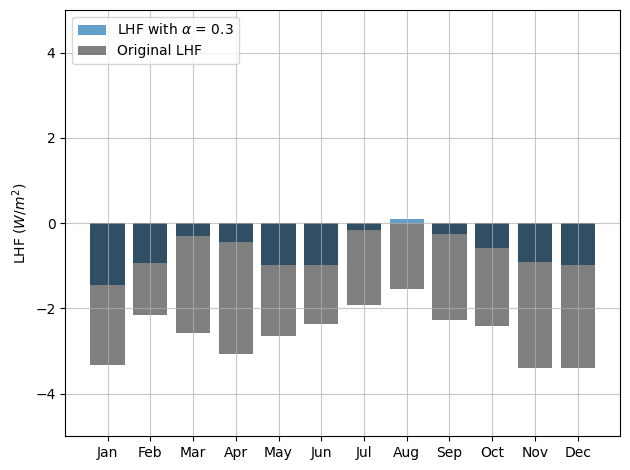 LHF with α = 0.3
Original LHF
4
2
0
−2
−4
LHF (W/m²)
Jan Feb Mar Apr May Jun Jul Aug Sep Oct Nov Dec